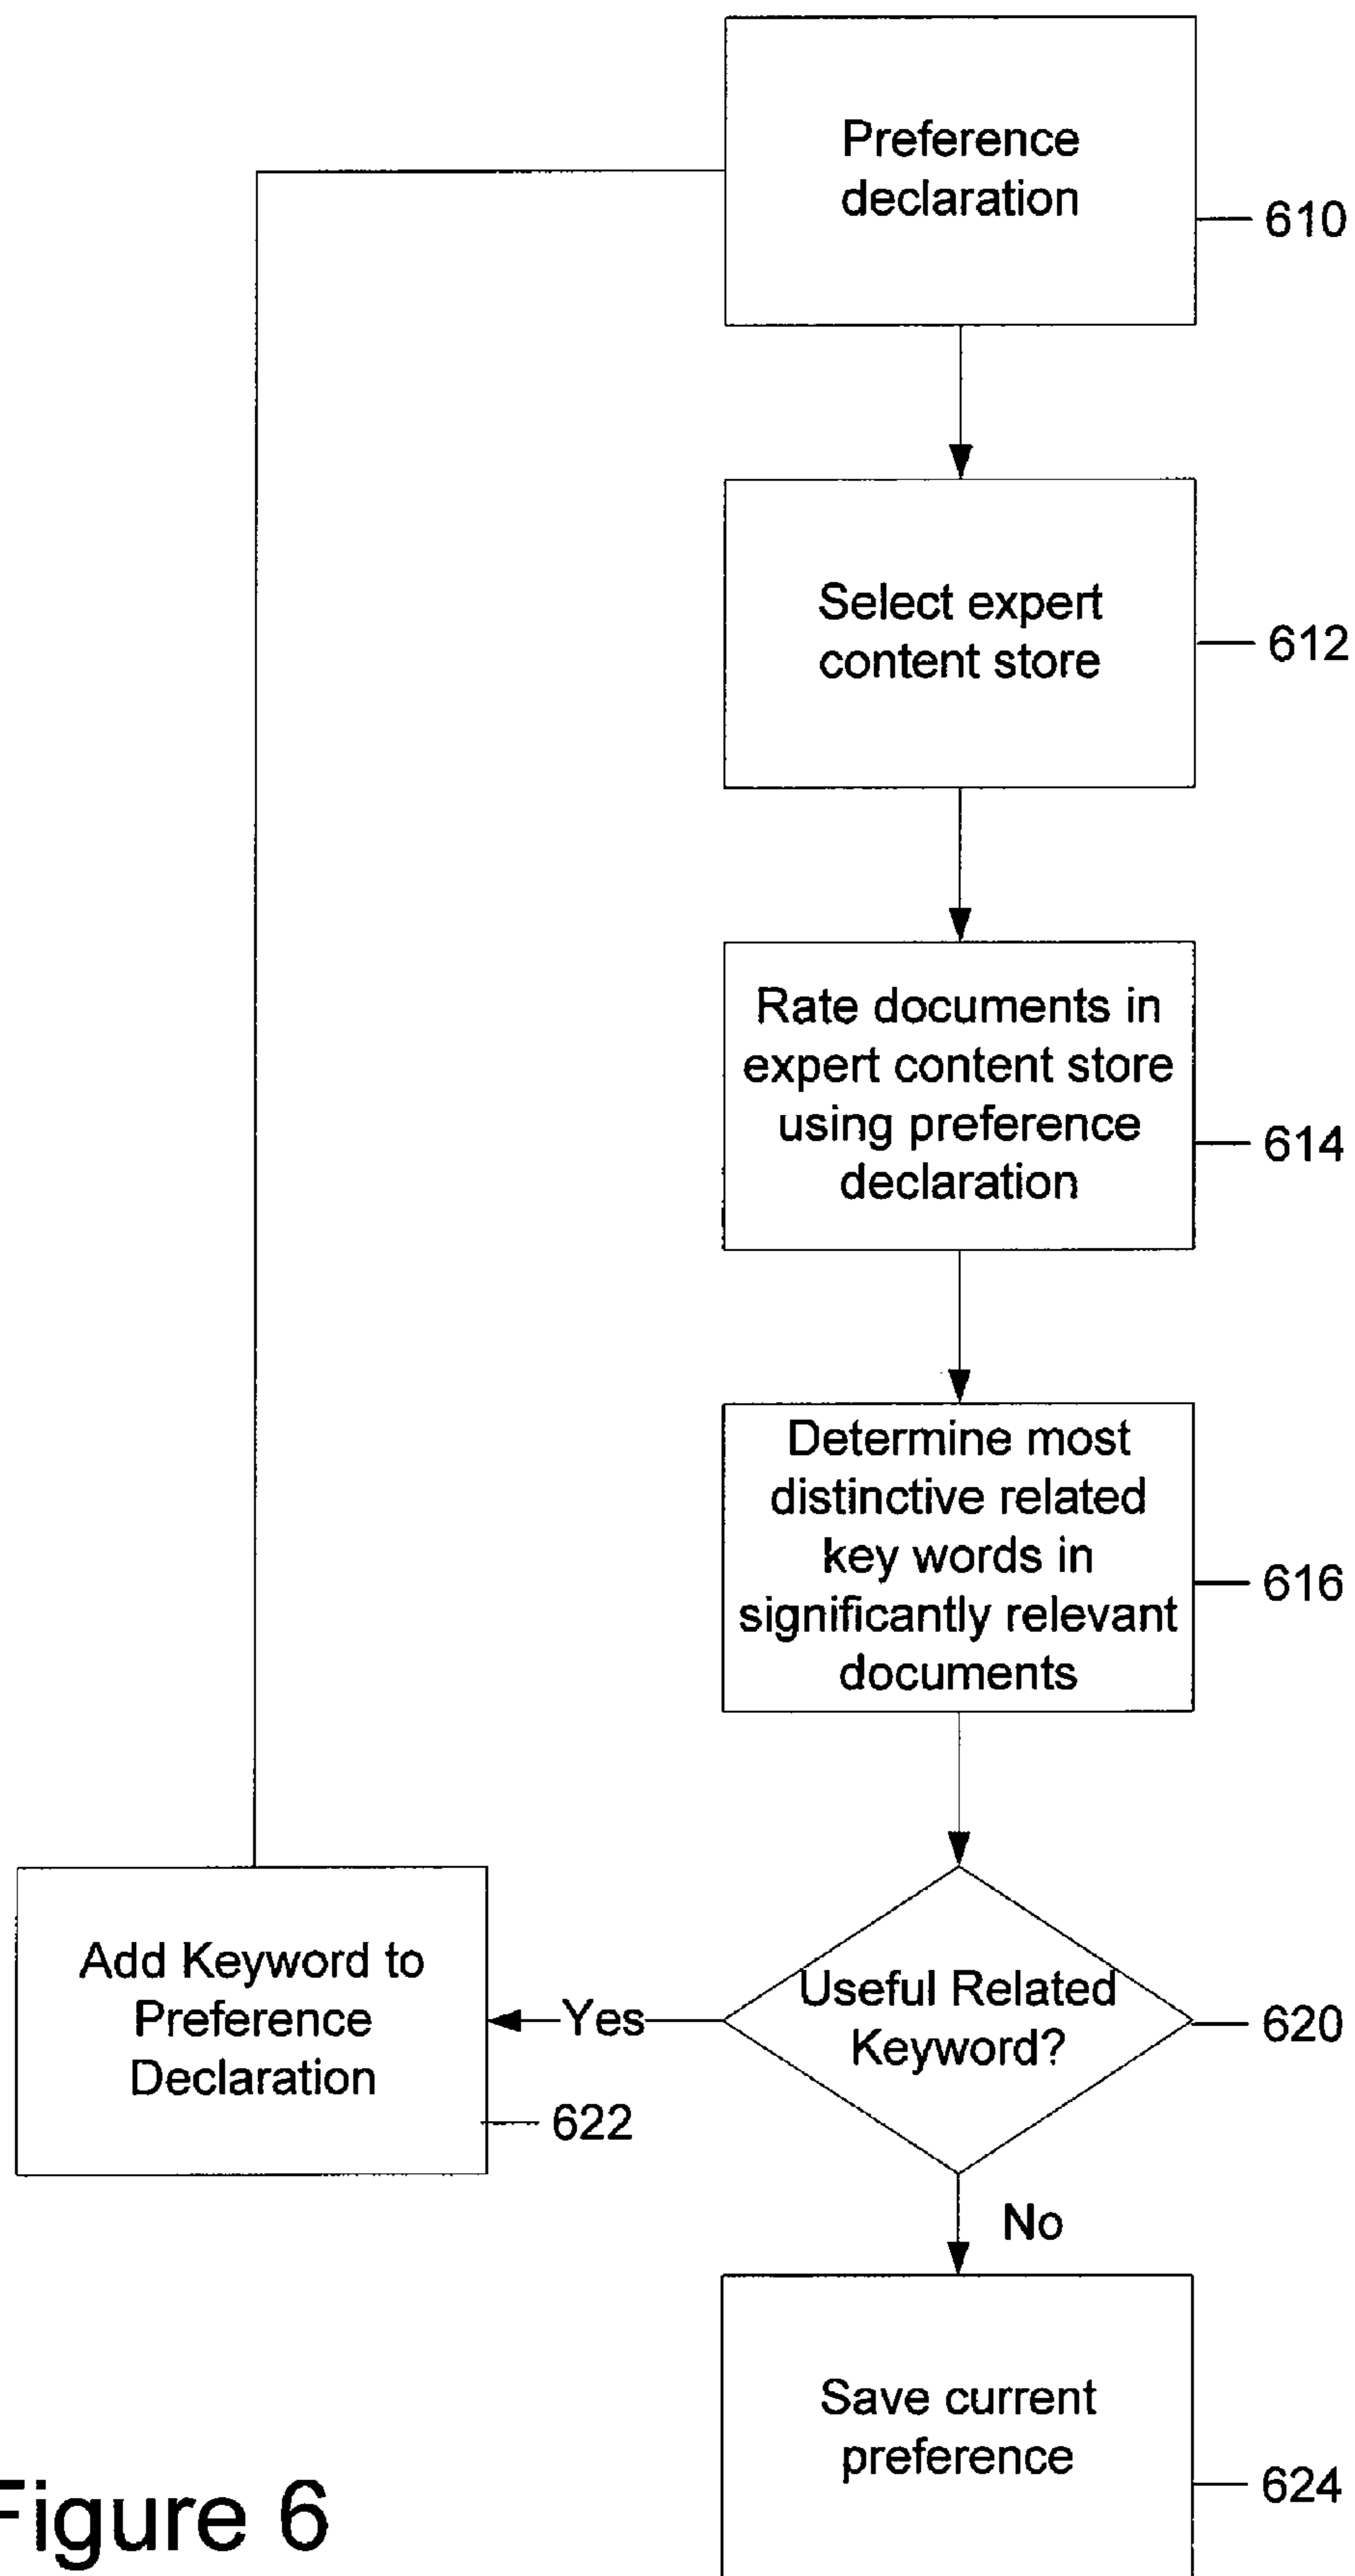 Preference
declaration
610
Select expert
content store
612
Rate documents in
expert content store
using preference
declaration
614
Determine most
distinctive related
key words in
significantly relevant
documents
616
Useful Related
Keyword?
620
Yes
Add Keyword to
Preference
Declaration
622
No
Save current
preference
624
Figure 6